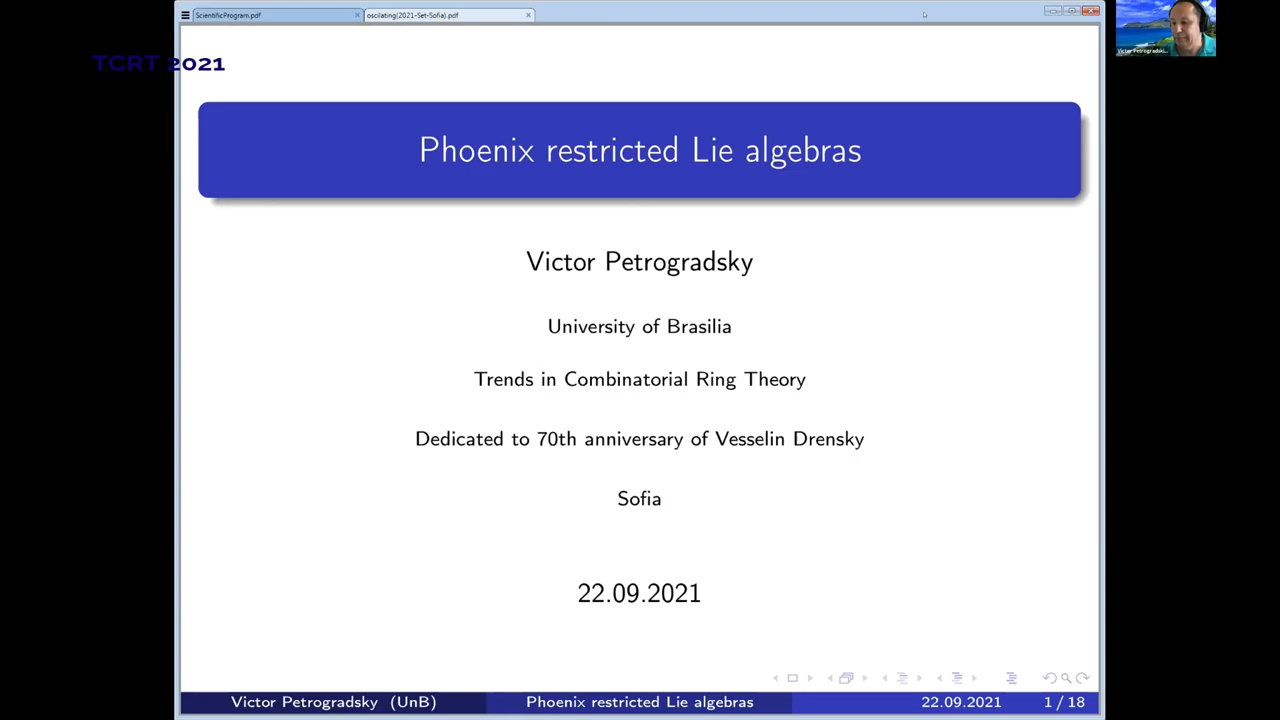 ScientificProgram.pdf
oscilating(2021-Set-Sofia).pdf
TCRT 2021
Phoenix restricted Lie algebras
Victor Petrogradsky
University of Brasilia
Trends in Combinatorial Ring Theory
Dedicated to 70th anniversary of Vesselin Drensky
Sofia
22.09.2021
Victor Petrogradsky (UnB)
Phoenix restricted Lie algebras
22.09.2021
1 / 18